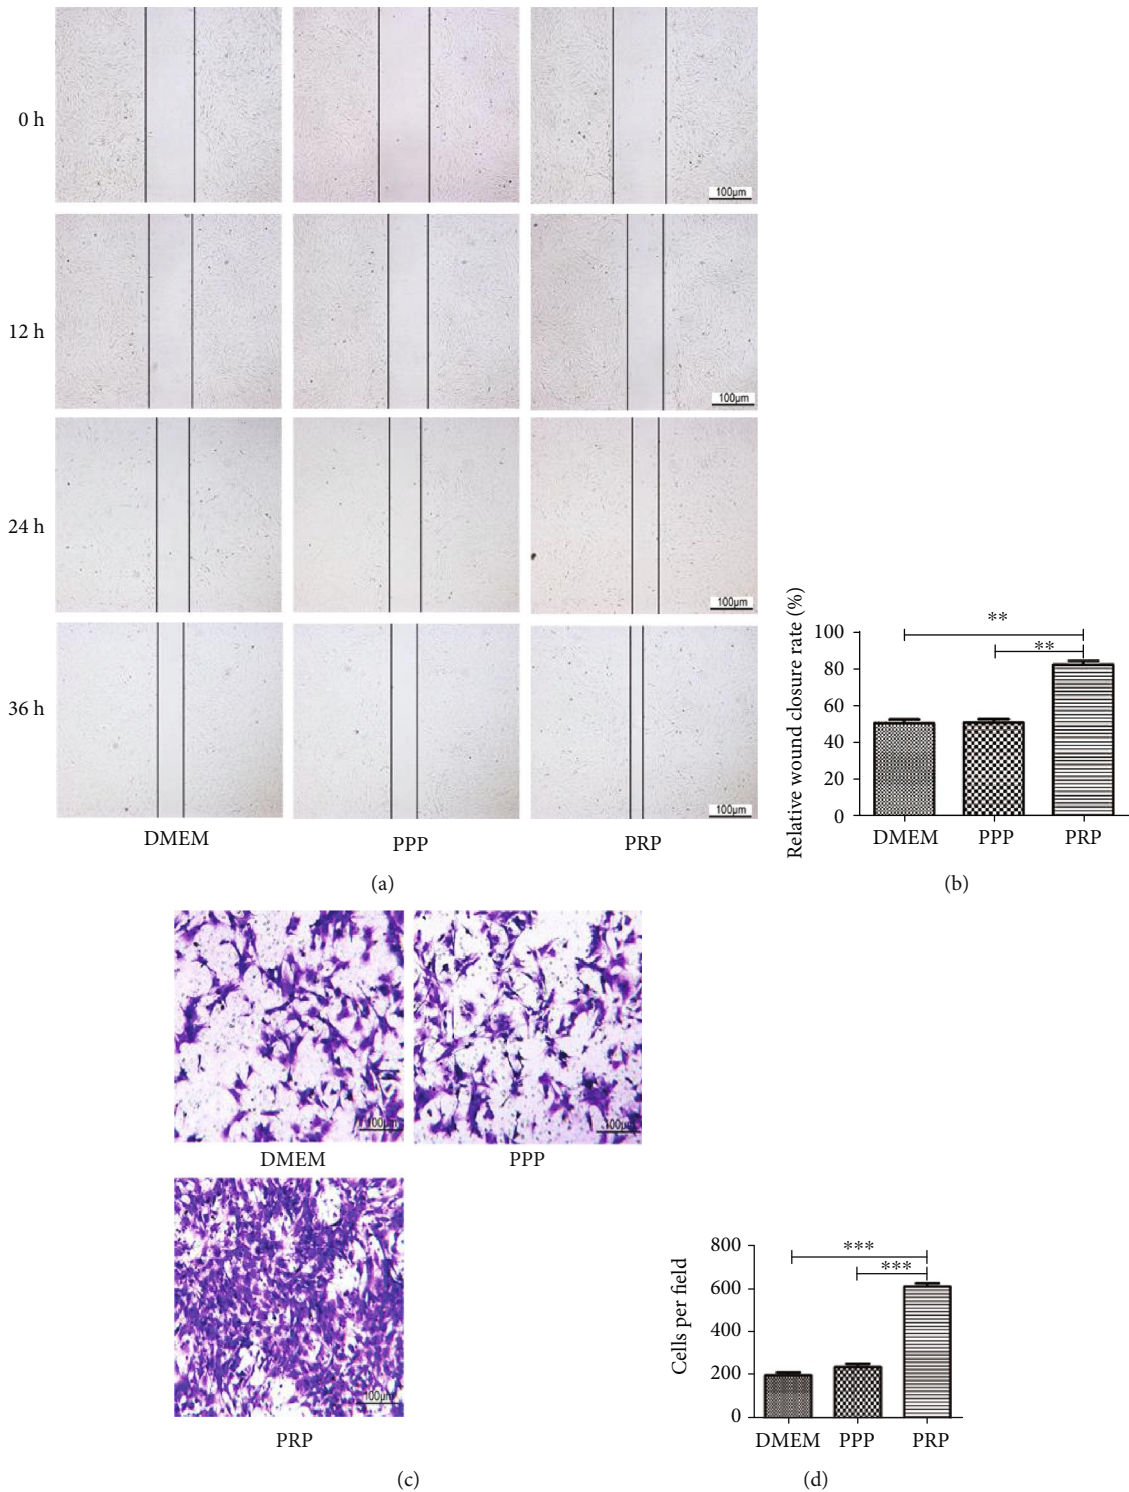 0 h
100μm
12 h
100μm
24 h
100μm
36 h
100μm
DMEM
PPP
PRP
(a)
Relative wound closure rate (%)
100
80
60
40
20
0
**
**
DMEM
PPP
PRP
(b)
100μm
100μm
DMEM
PPP
100μm
PRP
(c)
Cells per field
800
600
400
200
0
***
***
DMEM
PPP
PRP
(d)